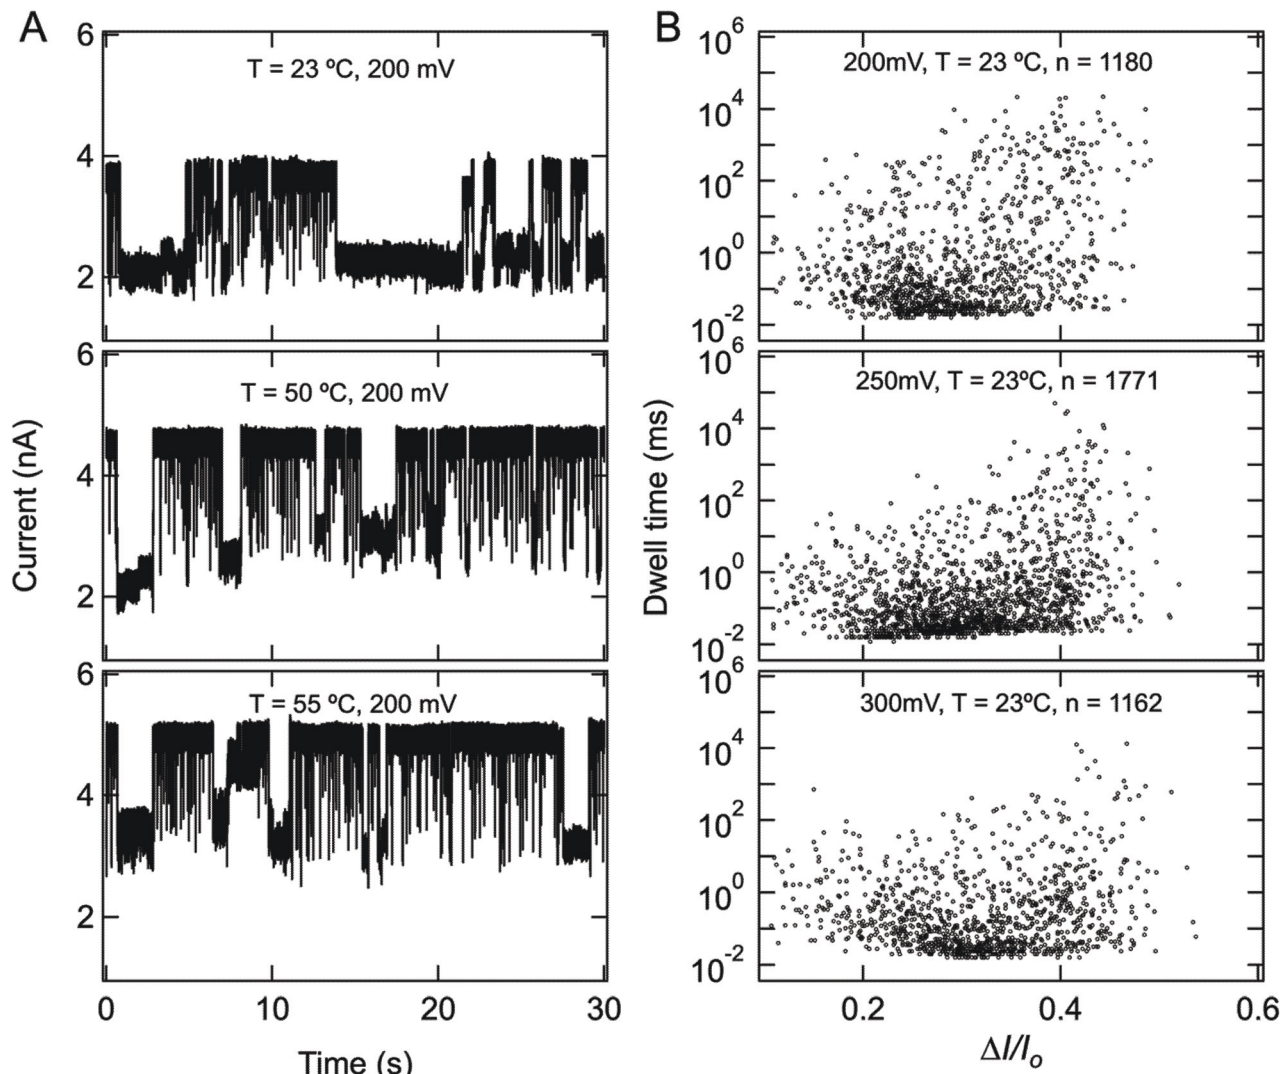 A
6
T = 23 ºC, 200 mV
4
2
6
T = 50 ºC, 200 mV
4
2
6
T = 55 ºC, 200 mV
4
2
0 10 20 30
Time (s)
Current (nA)
B
10^6
200mV, T = 23 ºC, n = 1180
10^4
10^2
10^0
10^-2
10^6
250mV, T = 23ºC, n = 1771
10^4
10^2
10^0
10^-2
10^6
300mV, T = 23ºC, n = 1162
10^4
10^2
10^0
10^-2
0.2 0.4 0.6
ΔI/Io
Dwell time (ms)